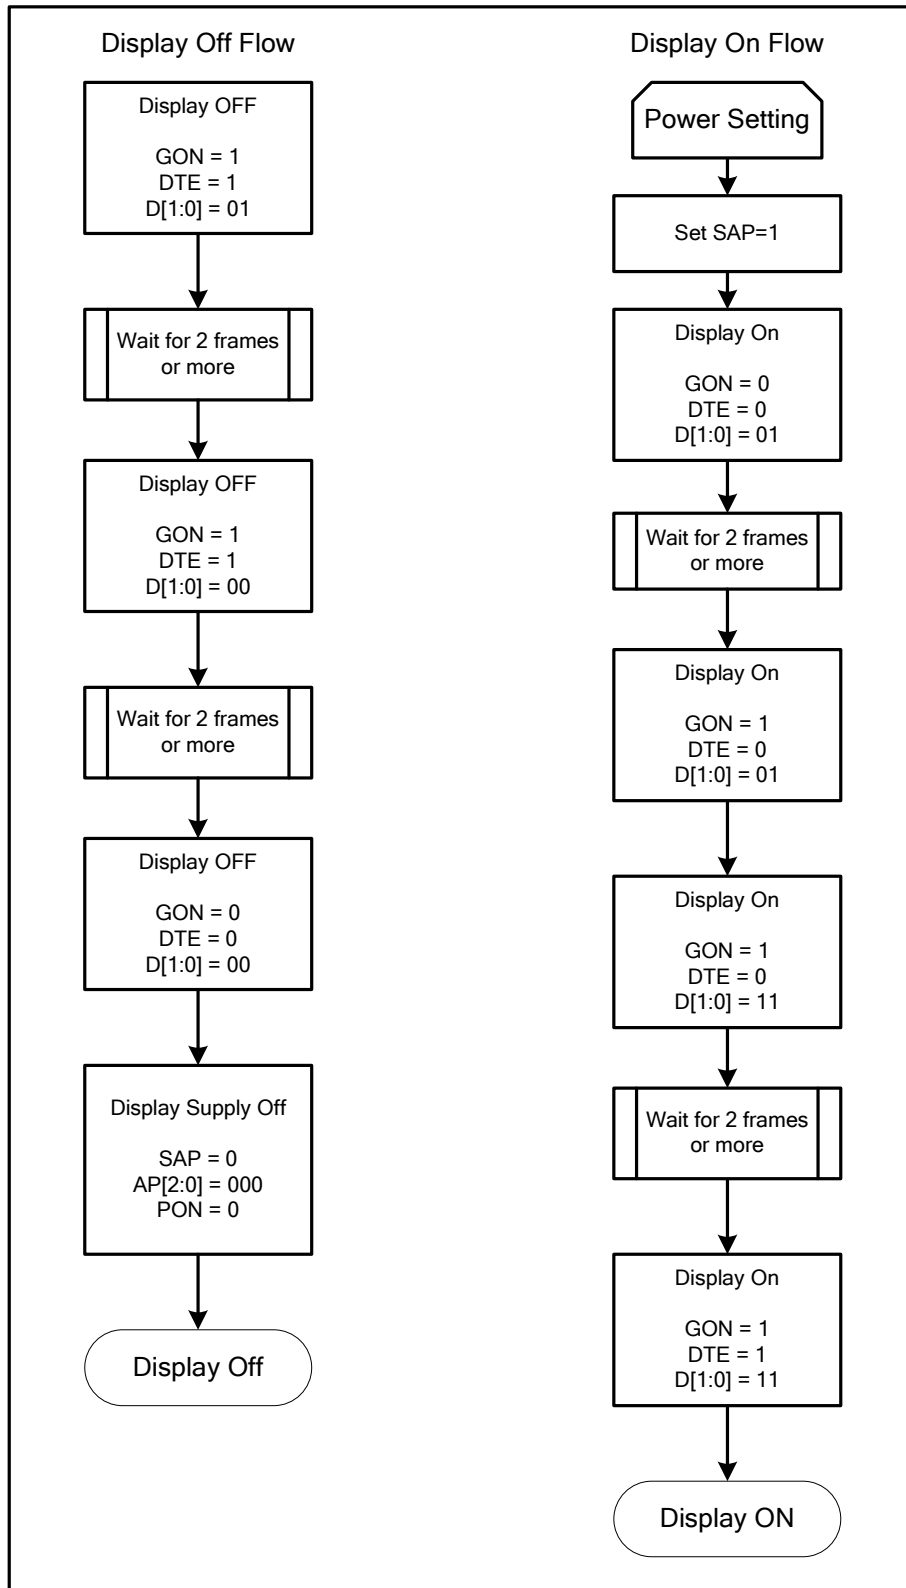 Display Off Flow
Display OFF
GON = 1
DTE = 1
D[1:0] = 01
Wait for 2 frames
or more
Display OFF
GON = 1
DTE = 1
D[1:0] = 00
Wait for 2 frames
or more
Display OFF
GON = 0
DTE = 0
D[1:0] = 00
Display Supply Off
SAP = 0
AP[2:0] = 000
PON = 0
Display Off
Display On Flow
Power Setting
Set SAP=1
Display On
GON = 0
DTE = 0
D[1:0] = 01
Wait for 2 frames
or more
Display On
GON = 1
DTE = 0
D[1:0] = 01
Display On
GON = 1
DTE = 0
D[1:0] = 11
Wait for 2 frames
or more
Display On
GON = 1
DTE = 1
D[1:0] = 11
Display ON